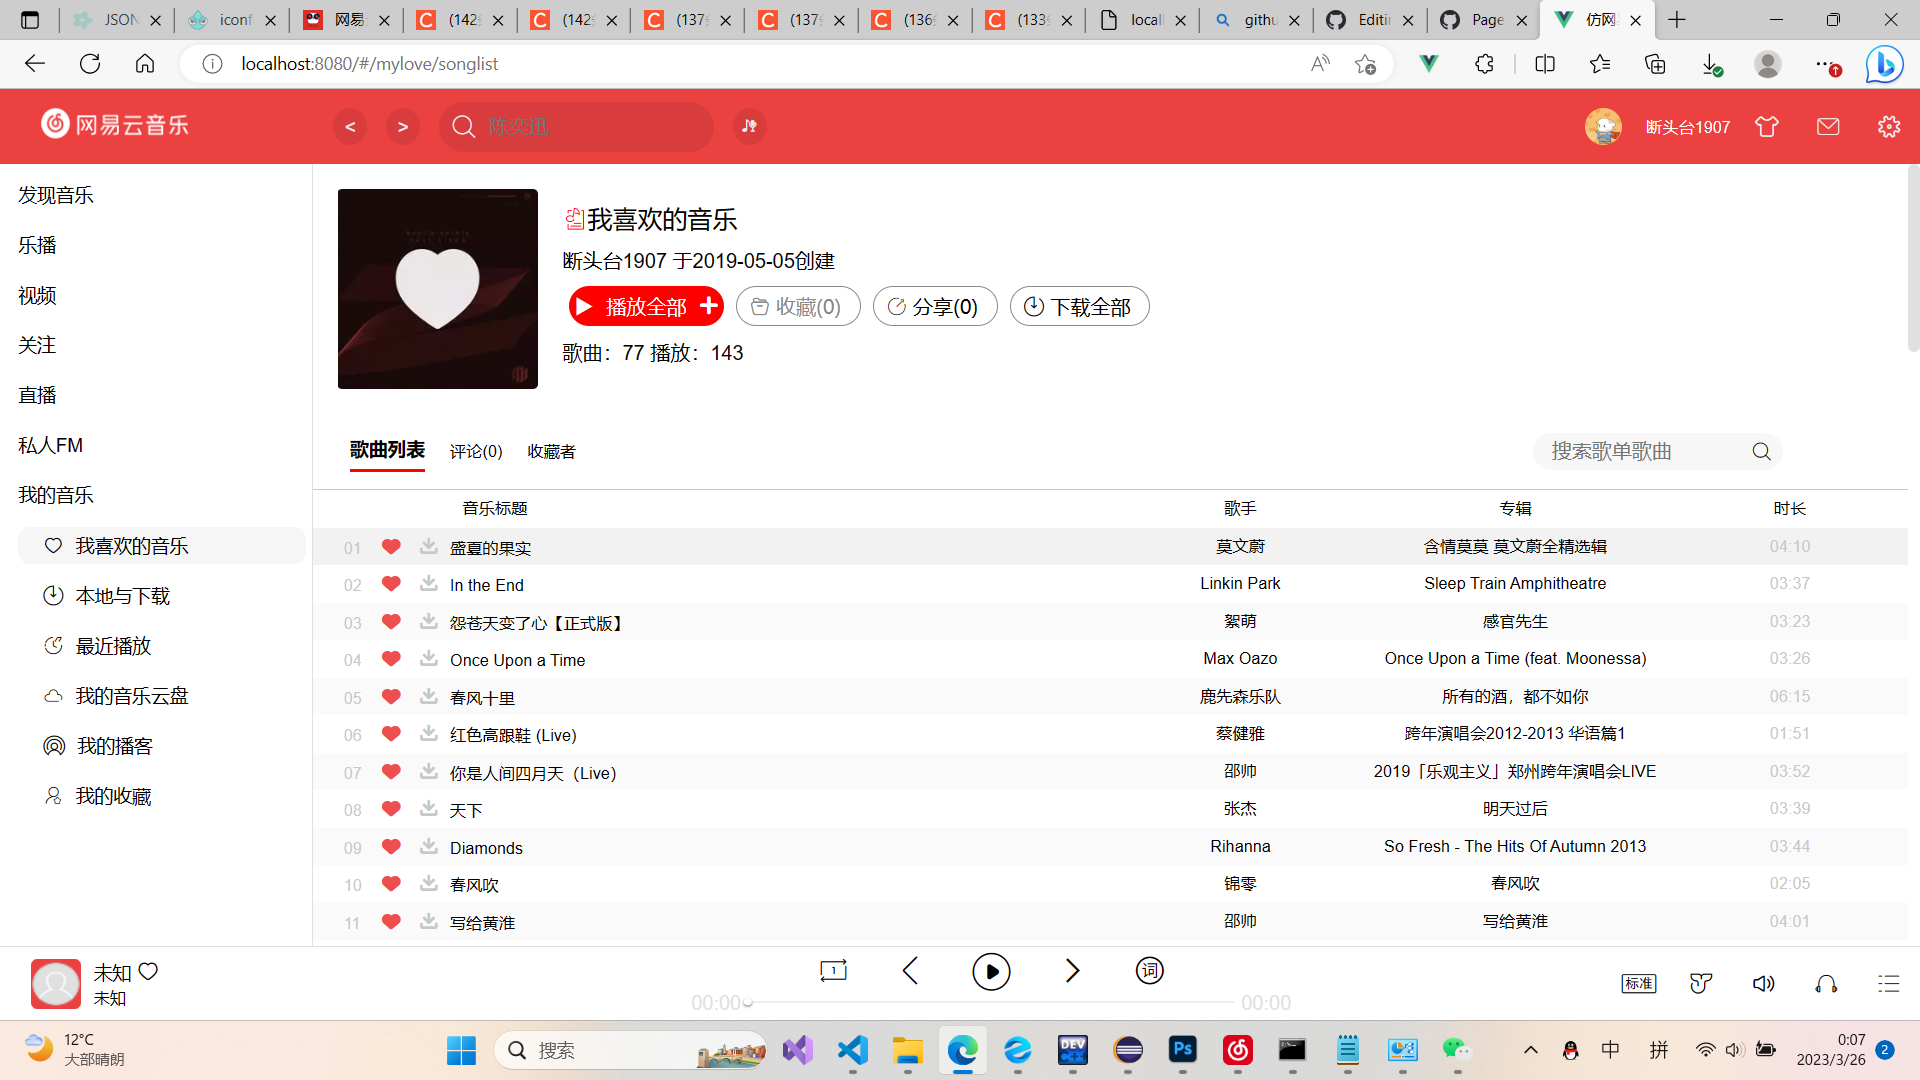 JSON
iconf
网易
(142
(142
(137
(137
(136
(133
locall
githu
Editin
Page
仿网
localhost:8080/#/mylove/songlist
网易云音乐
< > 陈奕迅
断头台1907
发现音乐
乐播
视频
关注
直播
私人FM
我的音乐
我喜欢的音乐
本地与下载
最近播放
我的音乐云盘
我的播客
我的收藏
我喜欢的音乐
断头台1907 于2019-05-05创建
播放全部 收藏(0) 分享(0) 下载全部
歌曲：77 播放：143
歌曲列表 评论(0) 收藏者 搜索歌单歌曲
音乐标题 歌手 专辑 时长
01 盛夏的果实 莫文蔚 含情莫莫 莫文蔚全精选辑 04:10
02 In the End Linkin Park Sleep Train Amphitheatre 03:37
03 怨苍天变了心【正式版】 絮萌 感官先生 03:23
04 Once Upon a Time Max Oazo Once Upon a Time (feat. Moonessa) 03:26
05 春风十里 鹿先森乐队 所有的酒，都不如你 06:15
06 红色高跟鞋 (Live) 蔡健雅 跨年演唱会2012-2013 华语篇1 01:51
07 你是人间四月天（Live） 邵帅 2019「乐观主义」郑州跨年演唱会LIVE 03:52
08 天下 张杰 明天过后 03:39
09 Diamonds Rihanna So Fresh - The Hits Of Autumn 2013 03:44
10 春风吹 锦零 春风吹 02:05
11 写给黄淮 邵帅 写给黄淮 04:01
未知
未知
1
词
00:00 00:00
标准
12°C
大部晴朗
搜索
DEV
Ps
中 拼
0:07
2023/3/26
2